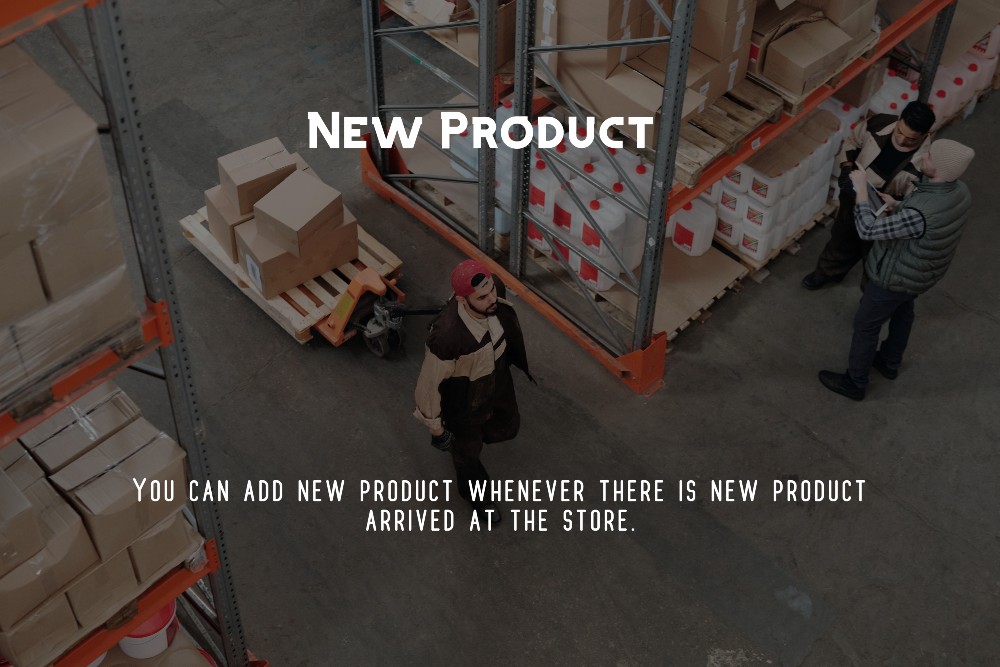 New Product
You can add new product whenever there is new product
arrived at the store.